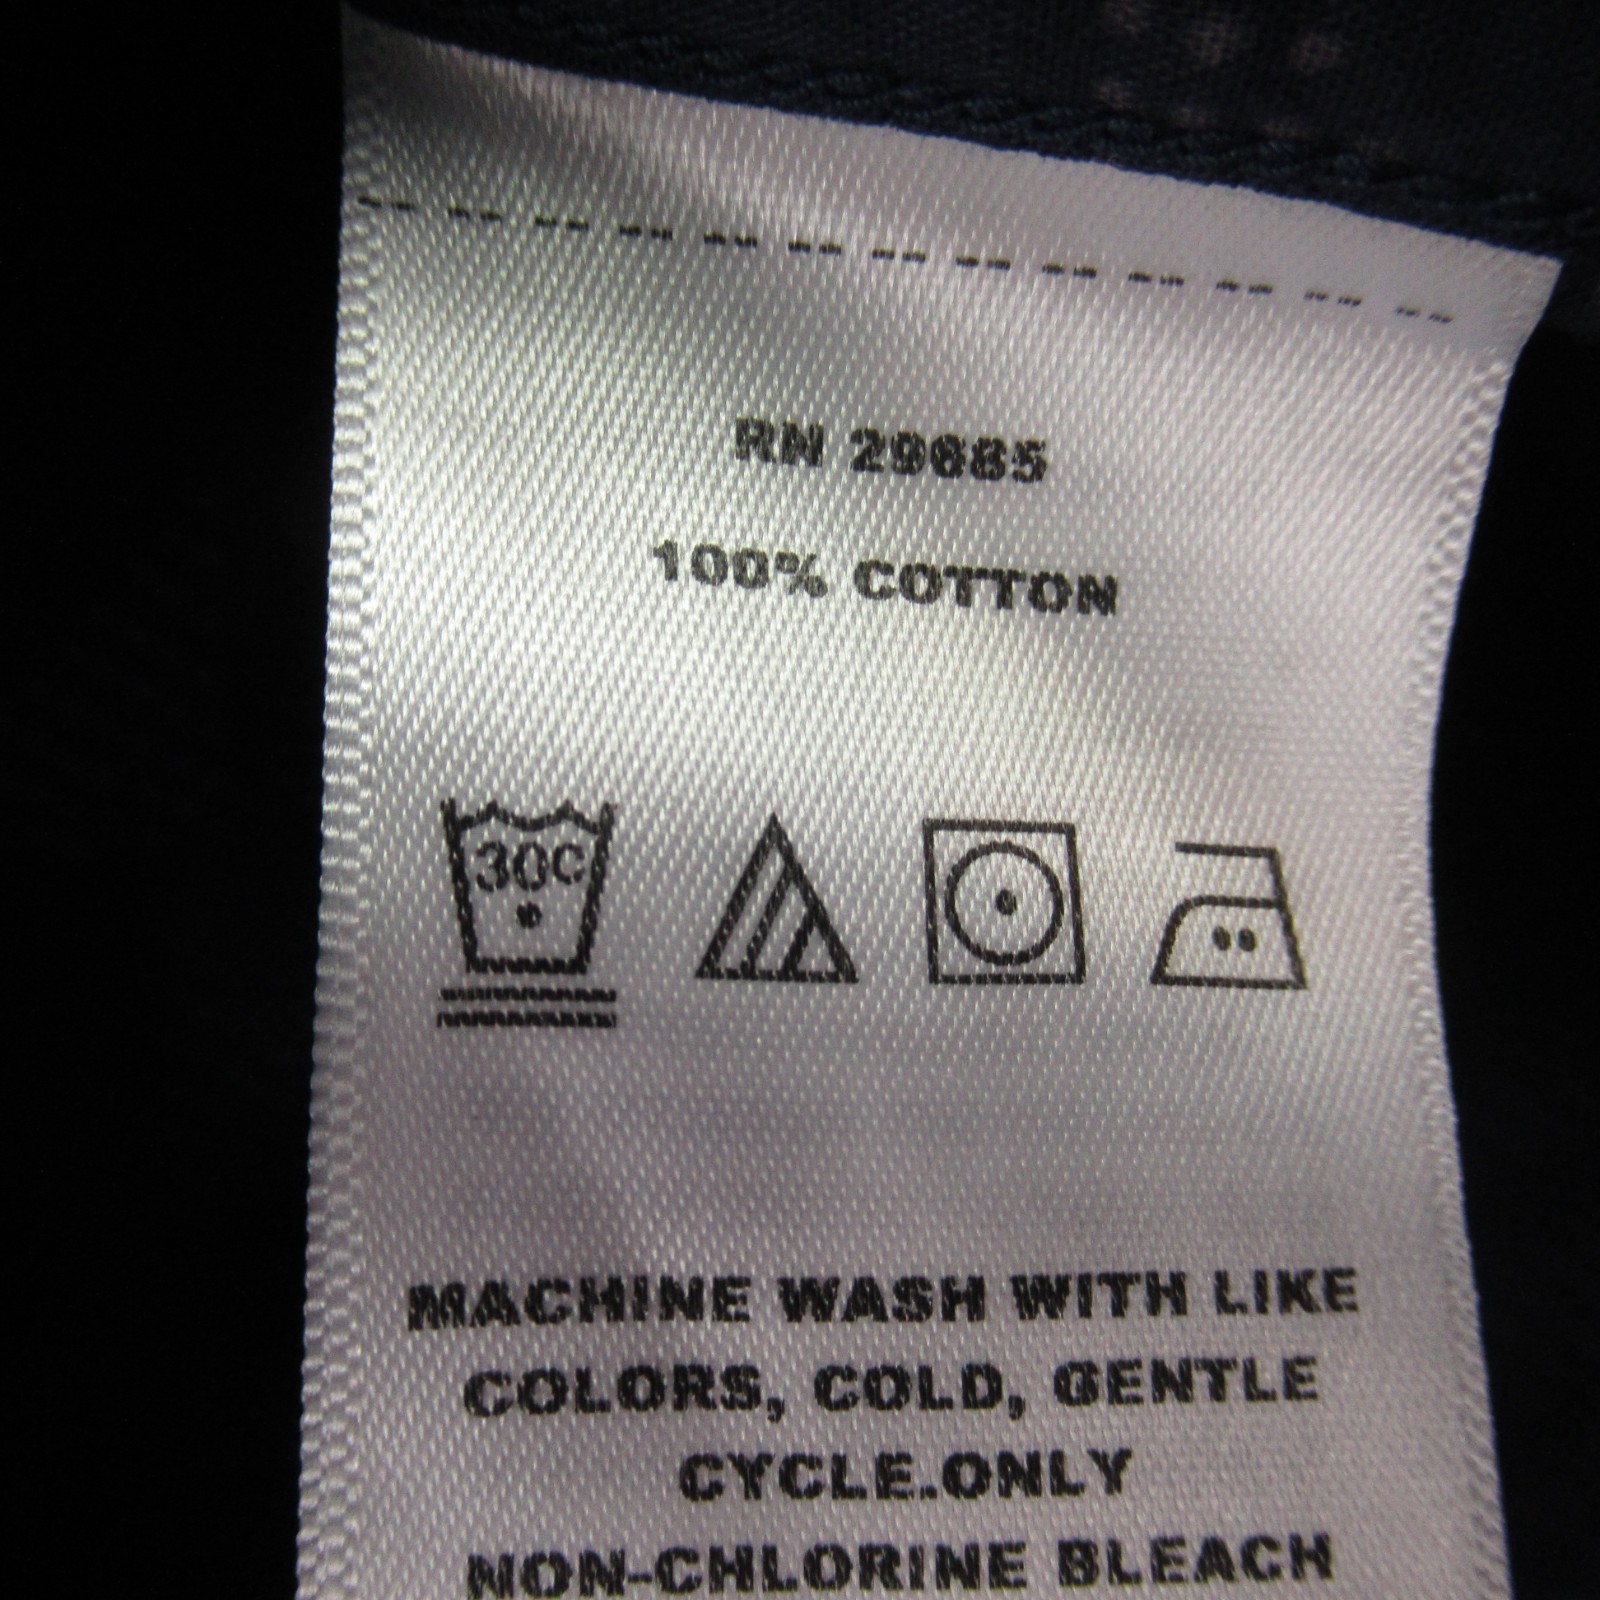 RN 29685
100% COTTON
30C
MACHINE WASH WITH LIKE
COLORS, COLD, GENTLE
CYCLE.ONLY
NON-CHLORINE BLEACH